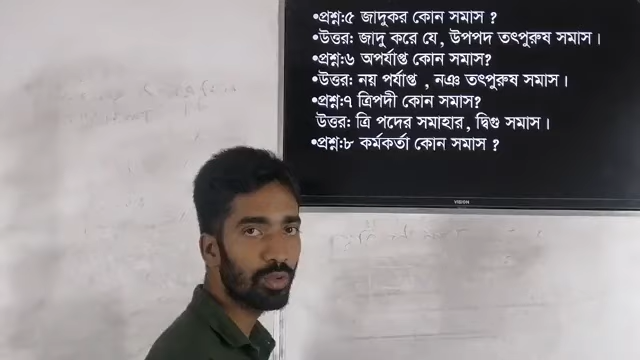 •প্রশ্ন:৫ জাদুকর কোন সমাস ?
•উত্তর: জাদু করে যে, উপপদ তৎপুরুষ সমাস।
•প্রশ্ন:৬ অপর্যাপ্ত কোন সমাস?
•উত্তর: নয় পর্যাপ্ত , নঞ তৎপুরুষ সমাস।
•প্রশ্ন:৭ ত্রিপদী কোন সমাস?
উত্তর: ত্রি পদের সমাহার, দ্বিগু সমাস।
•প্রশ্ন:৮ কর্মকর্তা কোন সমাস ?
VISION